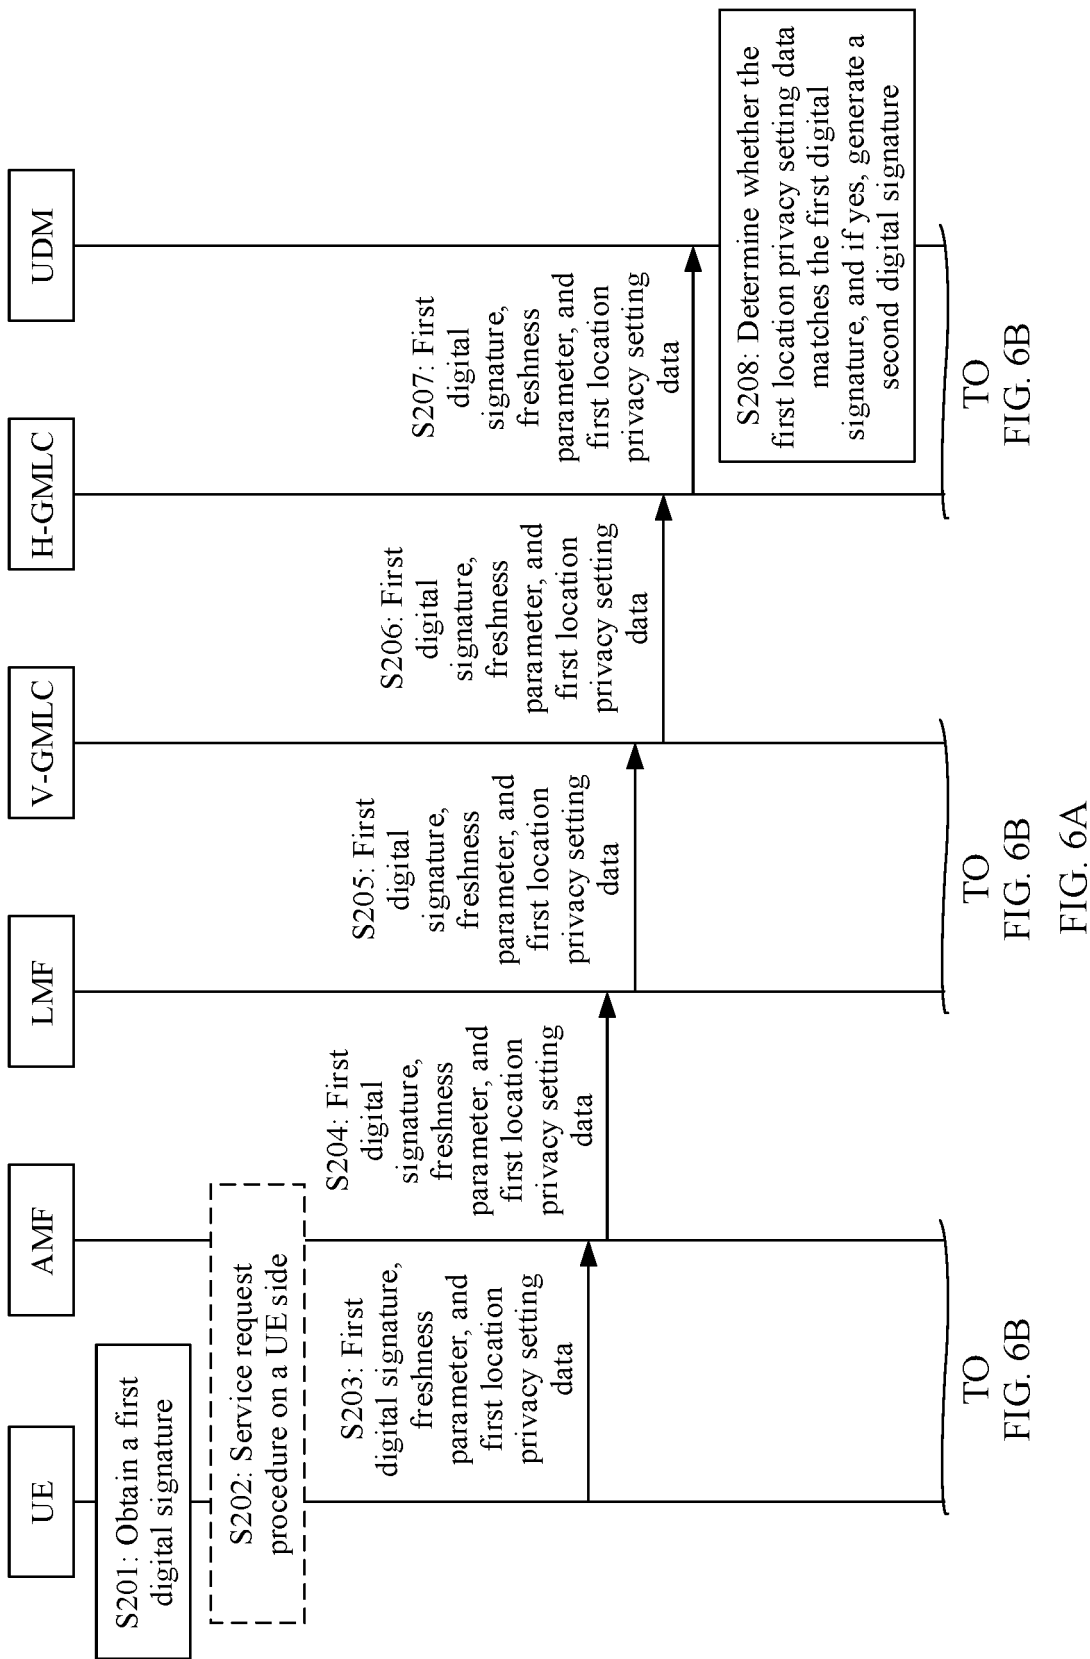 UE
AMF
LMF
V-GMLC
H-GMLC
UDM
S201: Obtain a first
digital signature
S202: Service request
procedure on a UE side
S203: First
digital signature,
freshness
parameter, and
first location
privacy setting
data
S204: First
digital
signature,
freshness
parameter, and
first location
privacy setting
data
S205: First
digital
signature,
freshness
parameter, and
first location
privacy setting
data
S206: First
digital
signature,
freshness
parameter, and
first location
privacy setting
data
S207: First
digital
signature,
freshness
parameter, and
first location
privacy setting
data
S208: Determine whether the
first location privacy setting data
matches the first digital
signature, and if yes, generate a
second digital signature
TO
FIG. 6B
TO
FIG. 6B
TO
FIG. 6B
FIG. 6A